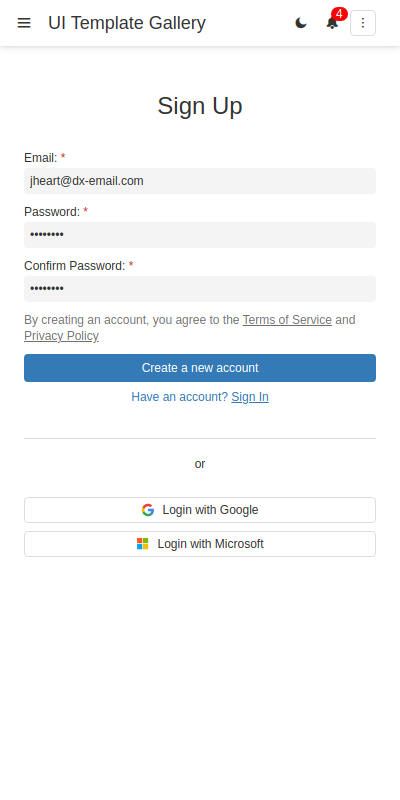 UI Template Gallery
4
Sign Up
Email: *
jheart@dx-email.com
Password: *
••••••••
Confirm Password: *
••••••••
By creating an account, you agree to the Terms of Service and
Privacy Policy
Create a new account
Have an account? Sign In
or
Login with Google
Login with Microsoft